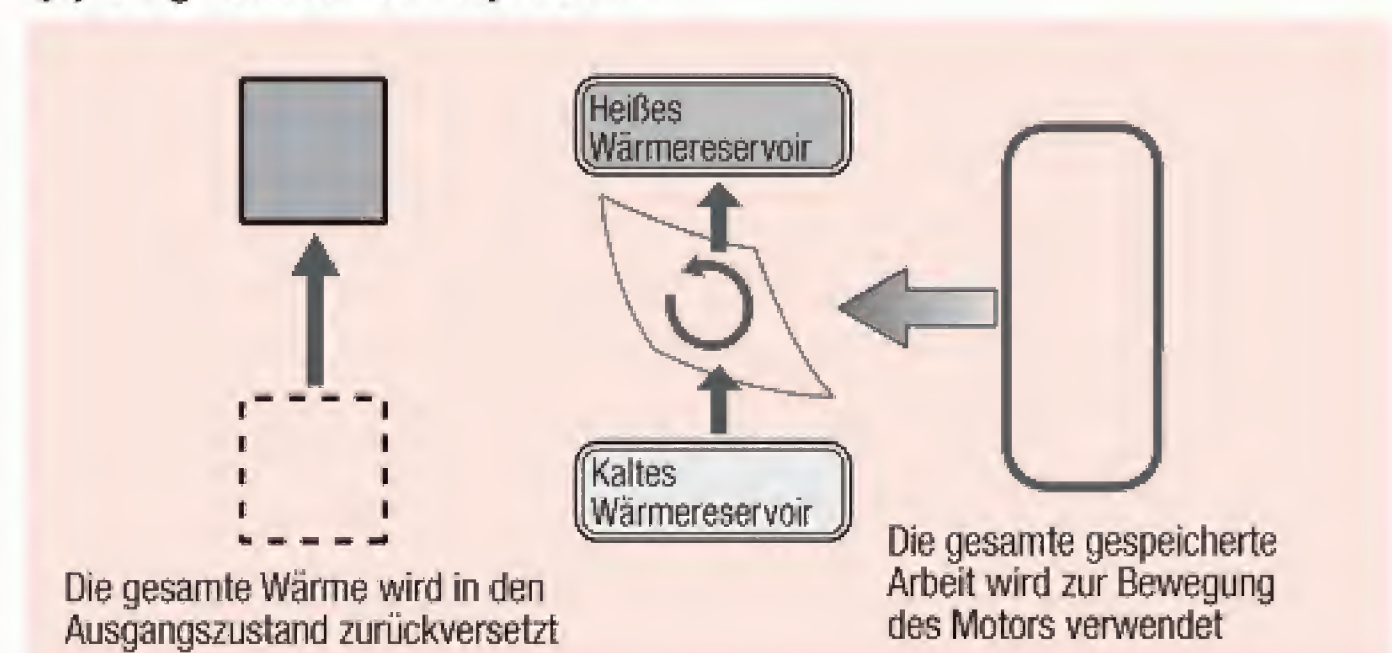 Heißes
Wärmereservoir
Kaltes
Wärmereservoir
Die gesamte Wärme wird in den
Ausgangszustand zurückversetzt
Die gesamte gespeicherte
Arbeit wird zur Bewegung
des Motors verwendet